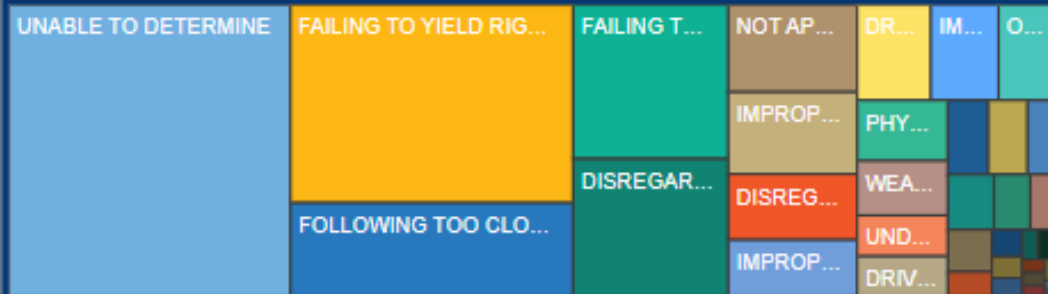 UNABLE TO DETERMINE
FAILING TO YIELD RIG...
FOLLOWING TOO CLO...
FAILING T...
DISREGAR...
NOT AP...
IMPROP...
DISREG...
IMPROP...
DR...
IM...
O...
PHY...
WEA...
UND...
DRIV...